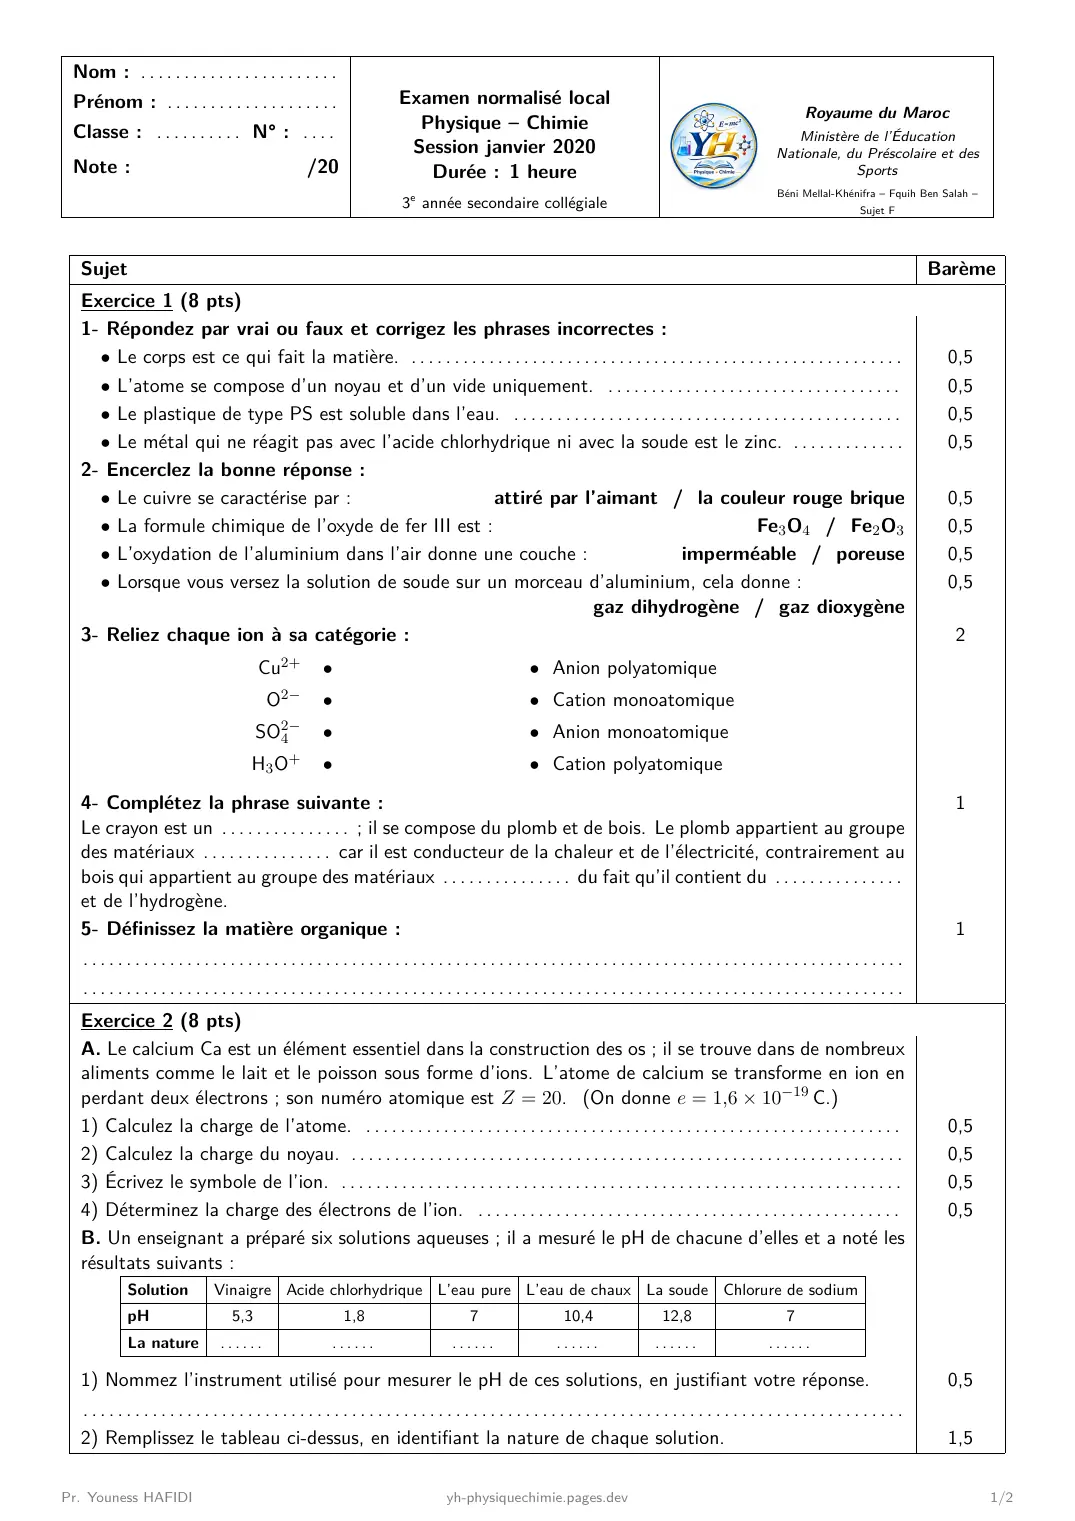 Nom : .......................
Prénom : ....................
Classe : .......... N° : ....
Note : /20
Examen normalisé local
Physique – Chimie
Session janvier 2020
Durée : 1 heure
3e année secondaire collégiale
E=mc²
YH
Physique - Chimie
Royaume du Maroc
Ministère de l'Éducation
Nationale, du Préscolaire et des
Sports
Béni Mellal-Khénifra – Fquih Ben Salah –
Sujet F
Sujet Barème
Exercice 1 (8 pts)
1- Répondez par vrai ou faux et corrigez les phrases incorrectes :
• Le corps est ce qui fait la matière. ........................................................ 0,5
• L'atome se compose d'un noyau et d'un vide uniquement. ................................. 0,5
• Le plastique de type PS est soluble dans l'eau. ............................................ 0,5
• Le métal qui ne réagit pas avec l'acide chlorhydrique ni avec la soude est le zinc. ............. 0,5
2- Encerclez la bonne réponse :
• Le cuivre se caractérise par : attiré par l'aimant / la couleur rouge brique 0,5
• La formule chimique de l'oxyde de fer III est : Fe₃O₄ / Fe₂O₃ 0,5
• L'oxydation de l'aluminium dans l'air donne une couche : imperméable / poreuse 0,5
• Lorsque vous versez la solution de soude sur un morceau d'aluminium, cela donne : 0,5
gaz dihydrogène / gaz dioxygène
3- Reliez chaque ion à sa catégorie : 2
Cu²⁺ • • Anion polyatomique
O²⁻ • • Cation monoatomique
SO₄²⁻ • • Anion monoatomique
H₃O⁺ • • Cation polyatomique
4- Complétez la phrase suivante : 1
Le crayon est un ............... ; il se compose du plomb et de bois. Le plomb appartient au groupe
des matériaux ............... car il est conducteur de la chaleur et de l'électricité, contrairement au
bois qui appartient au groupe des matériaux ............... du fait qu'il contient du ...............
et de l'hydrogène.
5- Définissez la matière organique : 1
...............................................................................................
...............................................................................................
Exercice 2 (8 pts)
A. Le calcium Ca est un élément essentiel dans la construction des os ; il se trouve dans de nombreux
aliments comme le lait et le poisson sous forme d'ions. L'atome de calcium se transforme en ion en
perdant deux électrons ; son numéro atomique est Z = 20. (On donne e = 1,6 × 10⁻¹⁹ C.)
1) Calculez la charge de l'atome. .............................................................. 0,5
2) Calculez la charge du noyau. ................................................................ 0,5
3) Écrivez le symbole de l'ion. ................................................................. 0,5
4) Déterminez la charge des électrons de l'ion. ................................................. 0,5
B. Un enseignant a préparé six solutions aqueuses ; il a mesuré le pH de chacune d'elles et a noté les
résultats suivants :
Solution Vinaigre Acide chlorhydrique L'eau pure L'eau de chaux La soude Chlorure de sodium
pH 5,3 1,8 7 10,4 12,8 7
La nature ...... ...... ...... ...... ...... ......
1) Nommez l'instrument utilisé pour mesurer le pH de ces solutions, en justifiant votre réponse. 0,5
...............................................................................................
2) Remplissez le tableau ci-dessus, en identifiant la nature de chaque solution. 1,5
Pr. Youness HAFIDI yh-physiquechimie.pages.dev 1/2